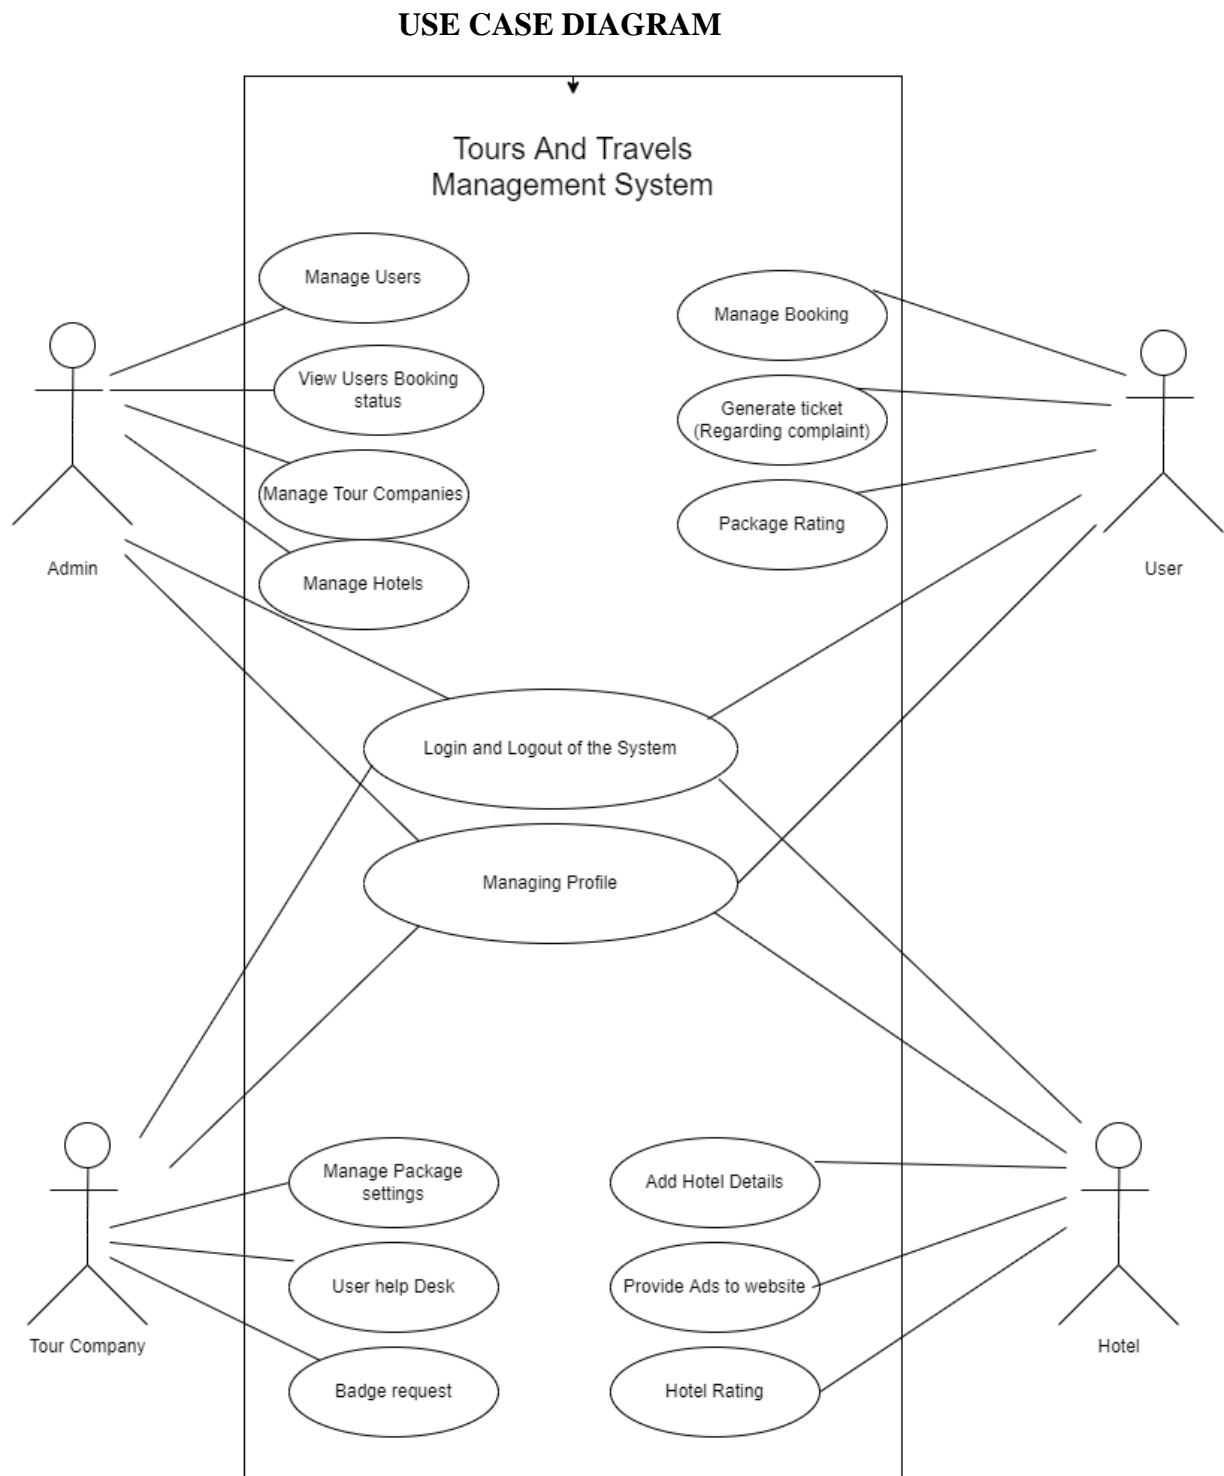 USE CASE DIAGRAM
Tours And Travels
Management System
Manage Users
View Users Booking
status
Manage Tour Companies
Manage Hotels
Admin
Manage Booking
Generate ticket
(Regarding complaint)
Package Rating
User
Login and Logout of the System
Managing Profile
Manage Package
settings
User help Desk
Badge request
Tour Company
Add Hotel Details
Provide Ads to website
Hotel Rating
Hotel